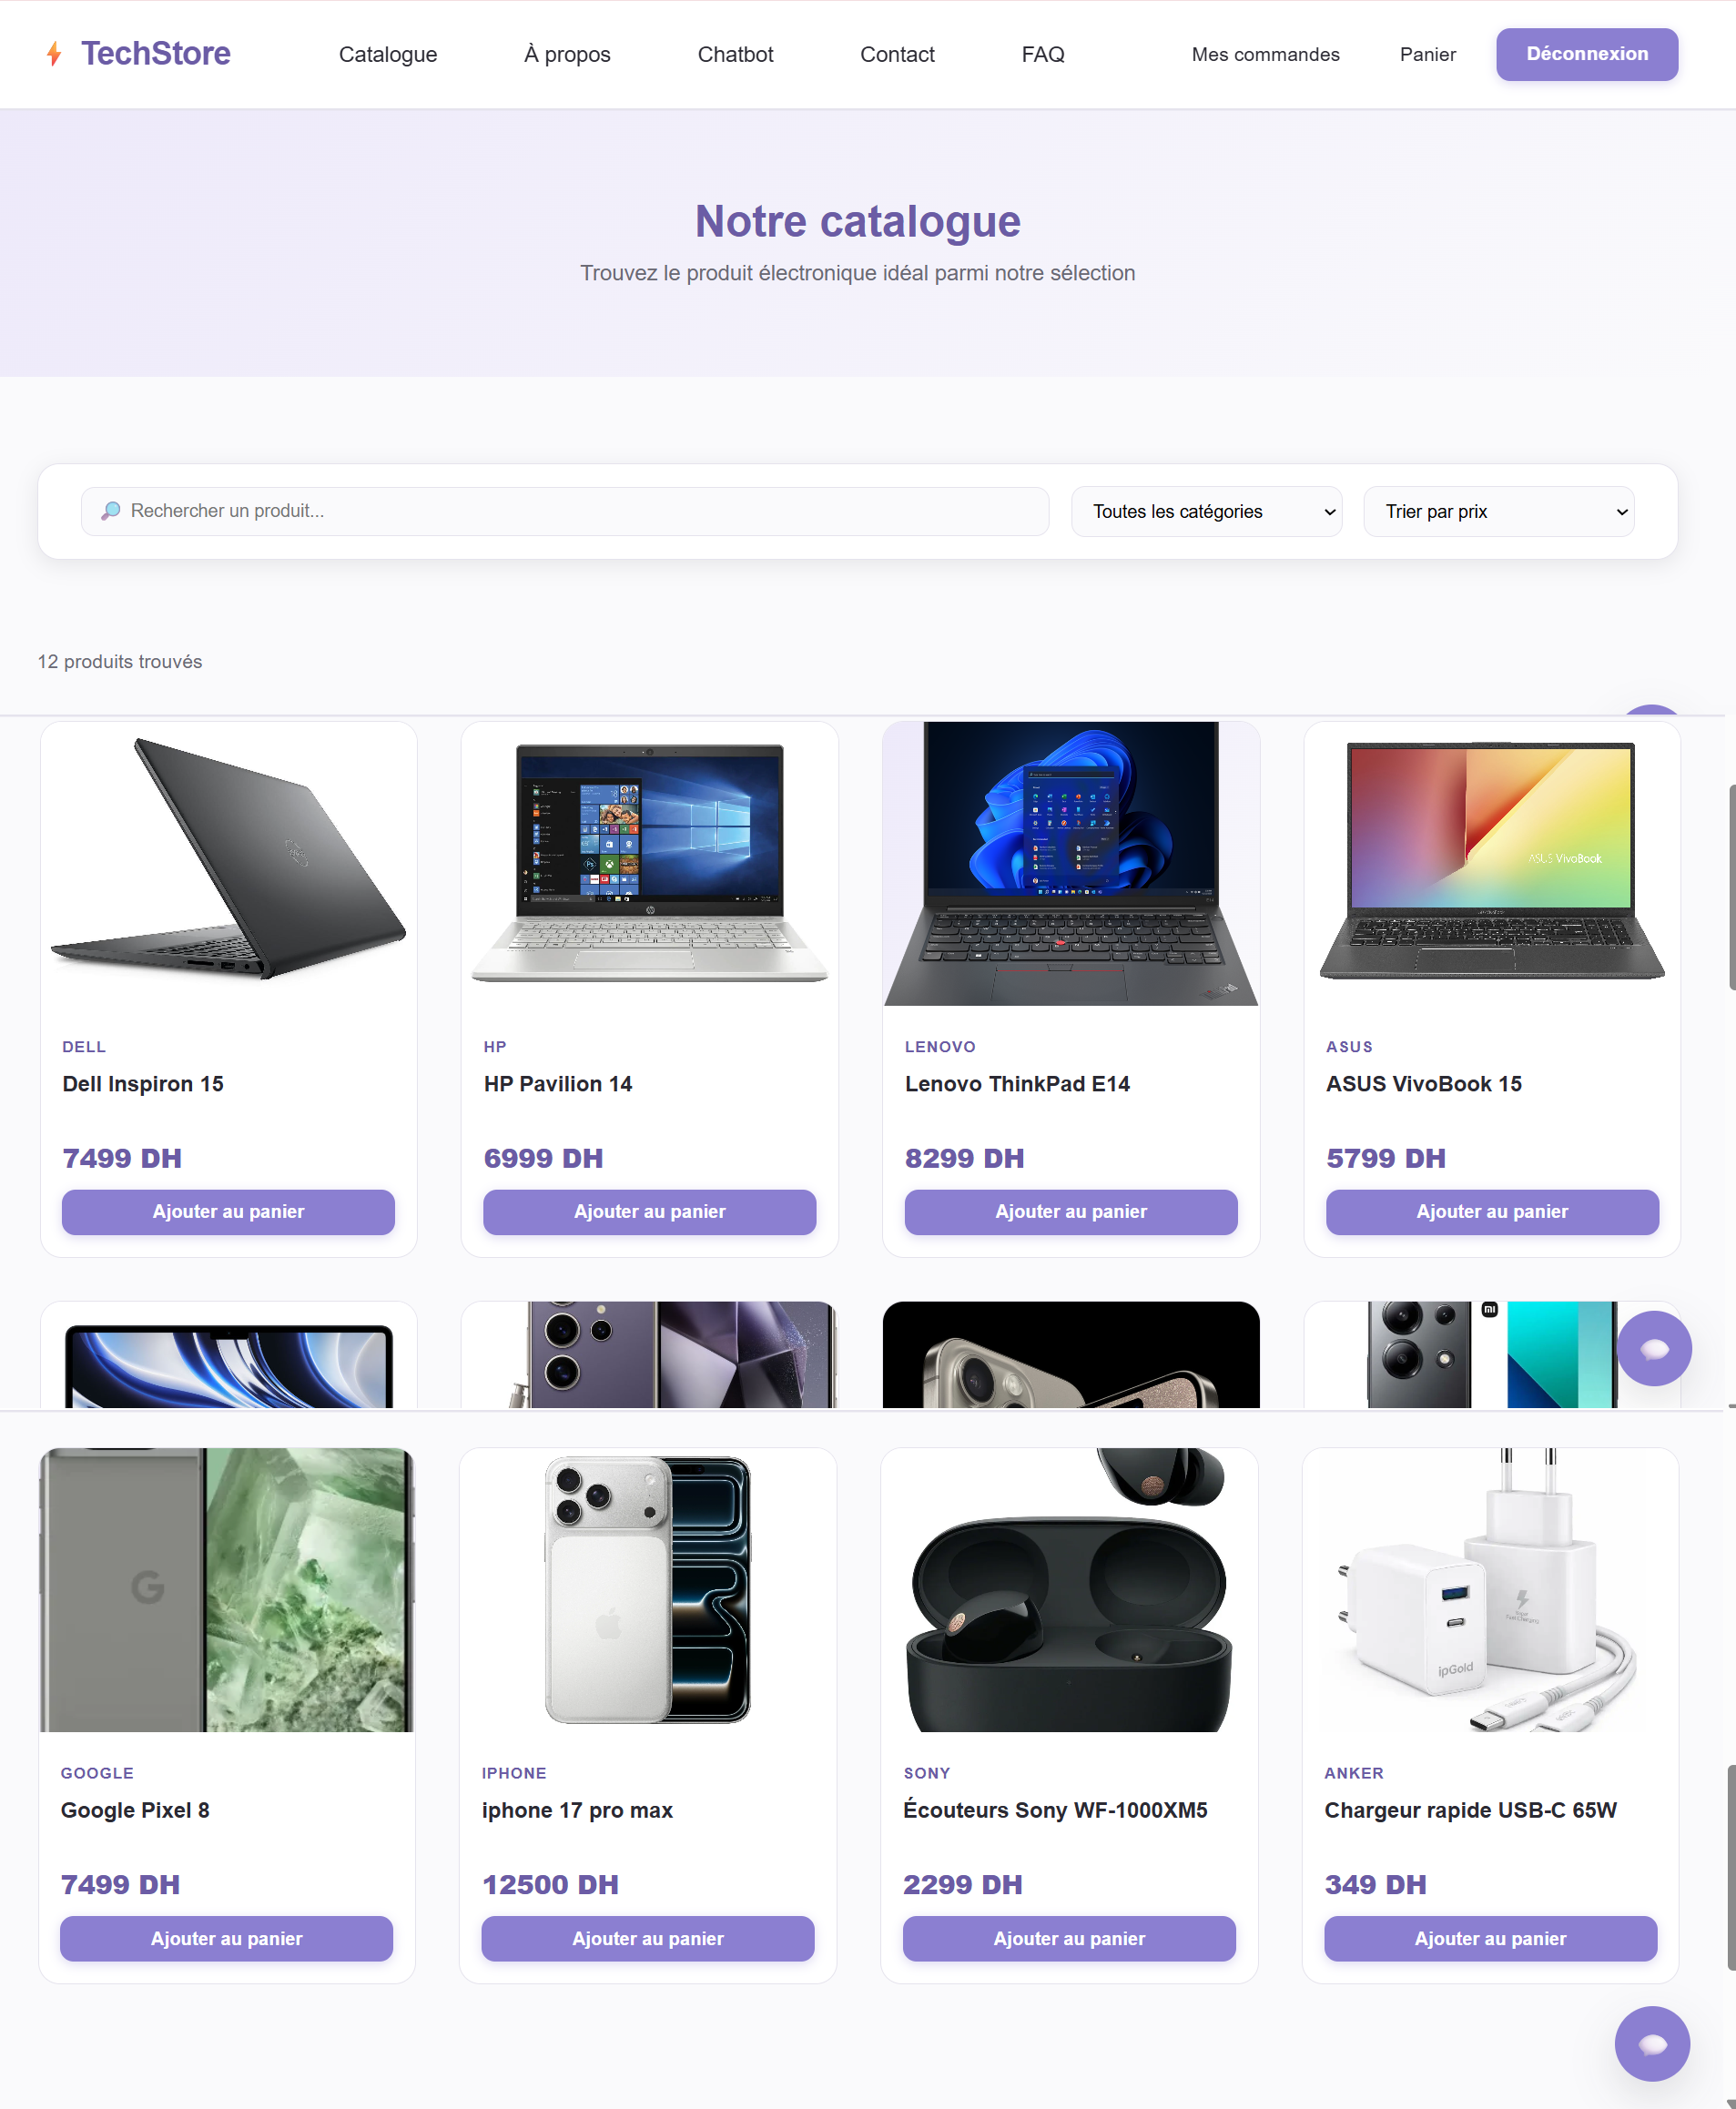 TechStore
Catalogue
À propos
Chatbot
Contact
FAQ
Mes commandes
Panier
Déconnexion
Notre catalogue
Trouvez le produit électronique idéal parmi notre sélection
Rechercher un produit...
Toutes les catégories
Trier par prix
12 produits trouvés
ASUS VivoBook
DELL
HP
LENOVO
ASUS
Dell Inspiron 15
HP Pavilion 14
Lenovo ThinkPad E14
ASUS VivoBook 15
7499 DH
6999 DH
8299 DH
5799 DH
Ajouter au panier
Ajouter au panier
Ajouter au panier
Ajouter au panier
mi
G
ipGold
GOOGLE
IPHONE
SONY
ANKER
Google Pixel 8
iphone 17 pro max
Écouteurs Sony WF-1000XM5
Chargeur rapide USB-C 65W
7499 DH
12500 DH
2299 DH
349 DH
Ajouter au panier
Ajouter au panier
Ajouter au panier
Ajouter au panier